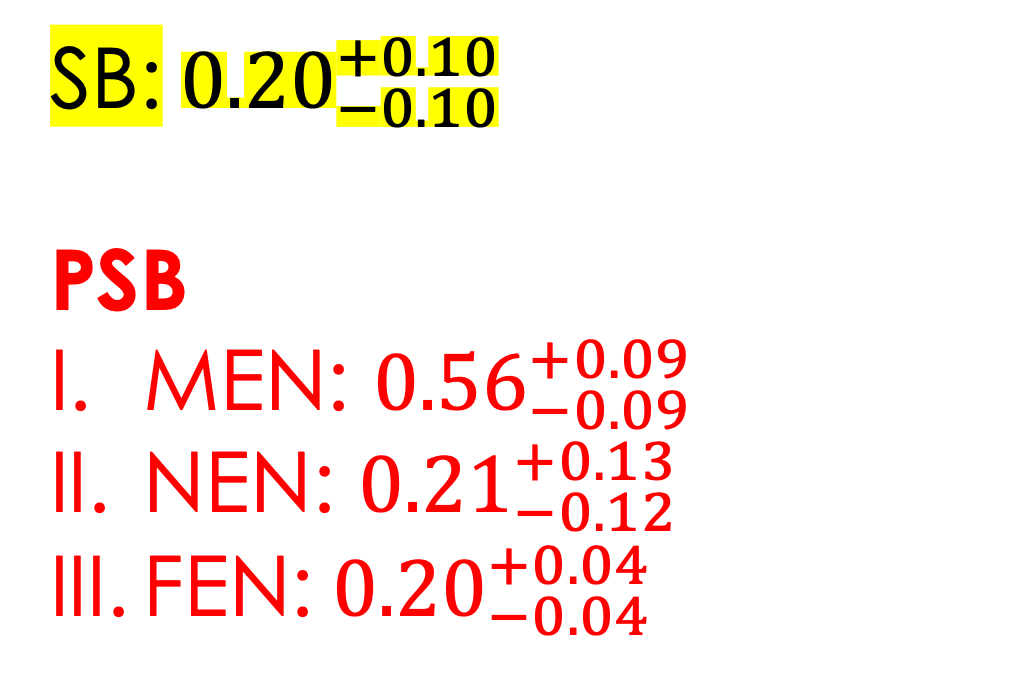 SB: 0.20^{+0.10}_{−0.10}
PSB
I. MEN: 0.56^{+0.09}_{−0.09}
II. NEN: 0.21^{+0.13}_{−0.12}
III. FEN: 0.20^{+0.04}_{−0.04}